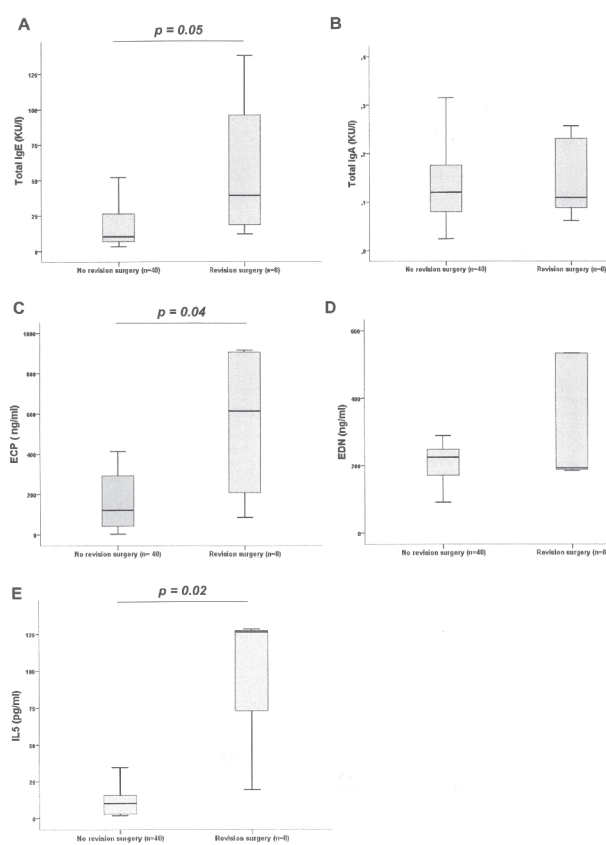 A
p = 0.05
Total IgE (KU/l)
125
100
75
50
25
0
No revision surgery (n=40)
Revision surgery (n=8)
B
Total IgA (KU/l)
,4
,3
,2
,1
,0
No revision surgery (n=40)
Revision surgery (n=8)
C
p = 0.04
ECP ( ng/ml)
1000
800
600
400
200
0
No revision surgery (n= 40)
Revision surgery (n=8)
D
EDN (ng/ml)
600
400
200
0
No revision surgery (n=40)
Revision surgery (n=8
E
p = 0.02
IL5 (pg/ml)
125
100
75
50
25
0
No revision surgery (n=40)
Revision surgery (n=8)